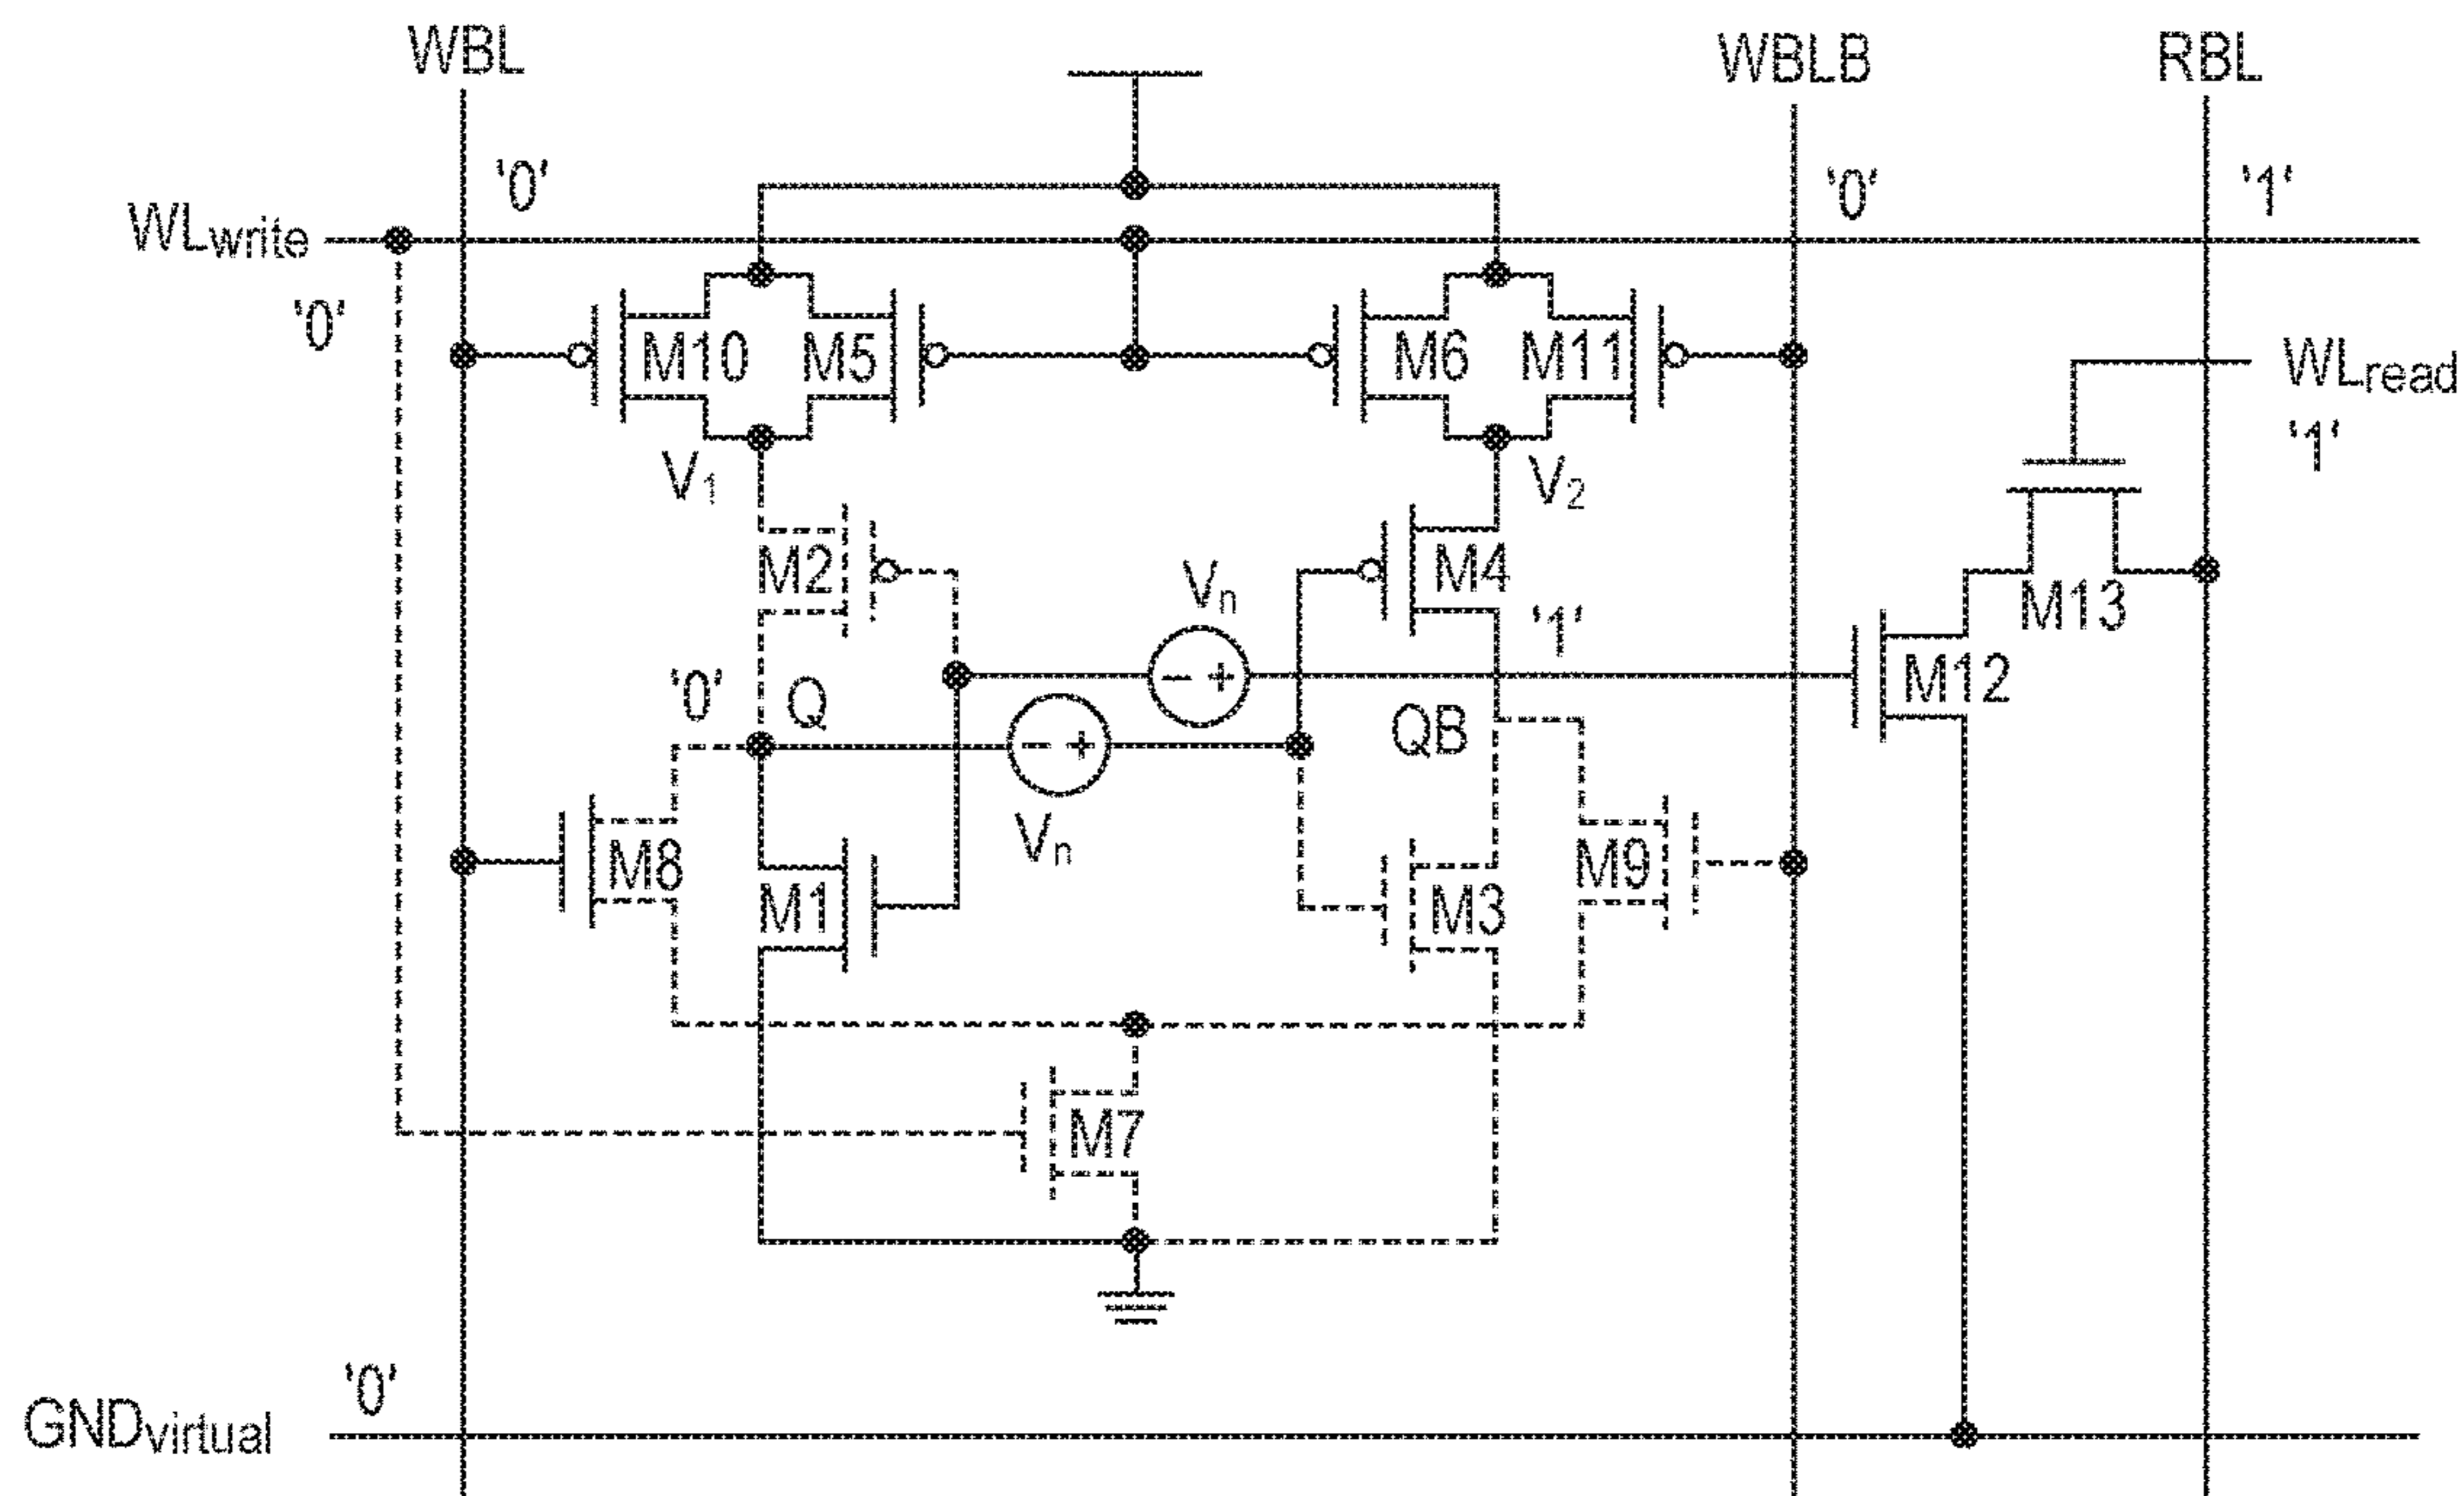 WBL
WBLB
RBL
'0'
'0'
'1'
WLwrite
'0'
M10
M5
M6
M11
WLread
'1'
V1
V2
M2
M4
Vn
M13
'1'
'0'
Q
M12
QB
Vn
M8
M1
M3
M9
M7
'0'
GNDvirtual